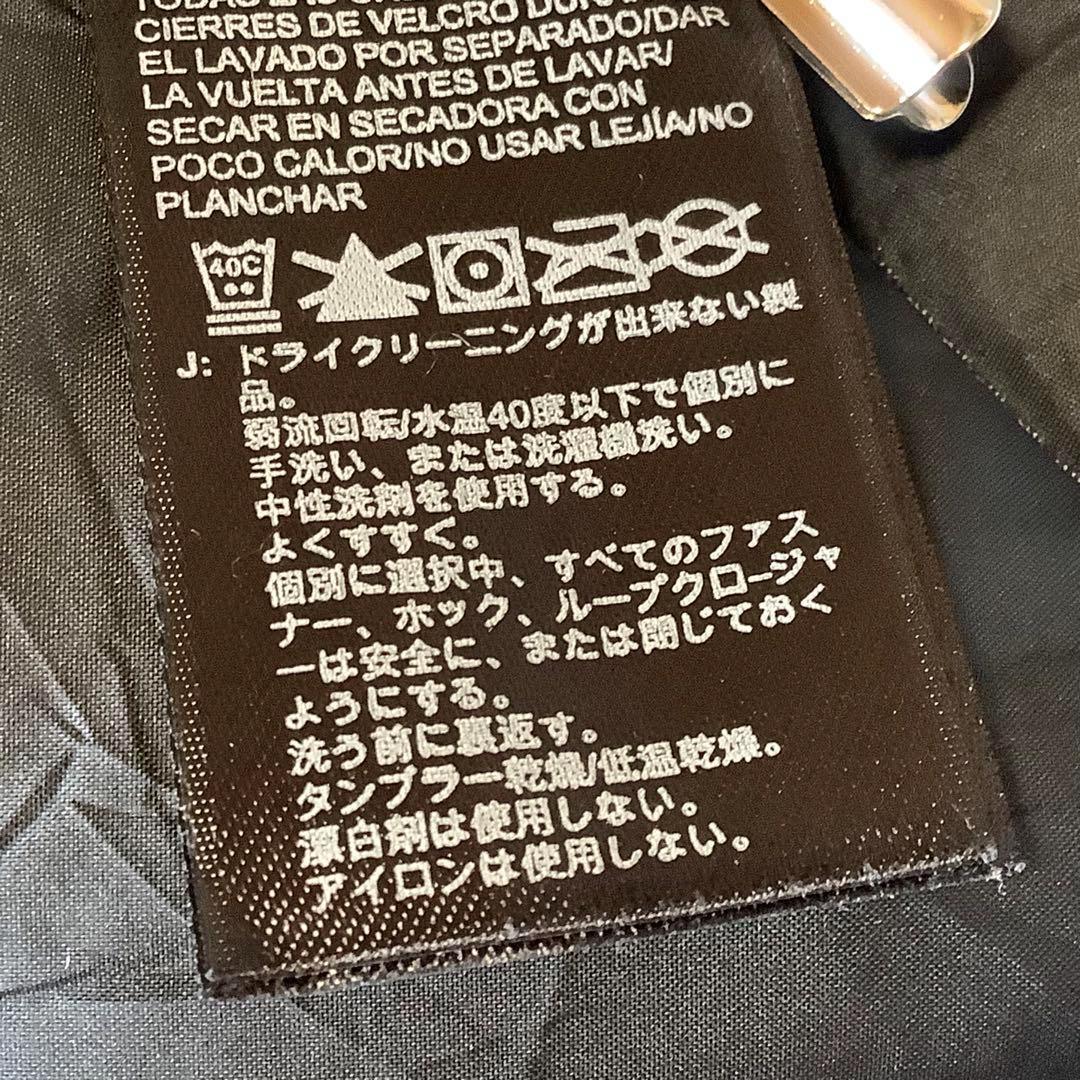 CIERRES DE VELCRO
EL LAVADO POR SEPARADO/DAR
LA VUELTA ANTES DE LAVAR/
SECAR EN SECADORA CON
POCO CALOR/NO USAR LEJÍA/NO
PLANCHAR
40C
J: ドライクリーニングが出来ない製
品。
弱流回転/水温40度以下で個別に
手洗い、または洗濯機洗い。
中性洗剤を使用する。
よくすすぐ。
個別に選択中、すべてのファス
ナー、ホック、ループクロージャ
ーは安全に、または閉じておく
ようにする。
洗う前に裏返す。
タンブラー乾燥/低温乾燥。
漂白剤は使用しない。
アイロンは使用しない。